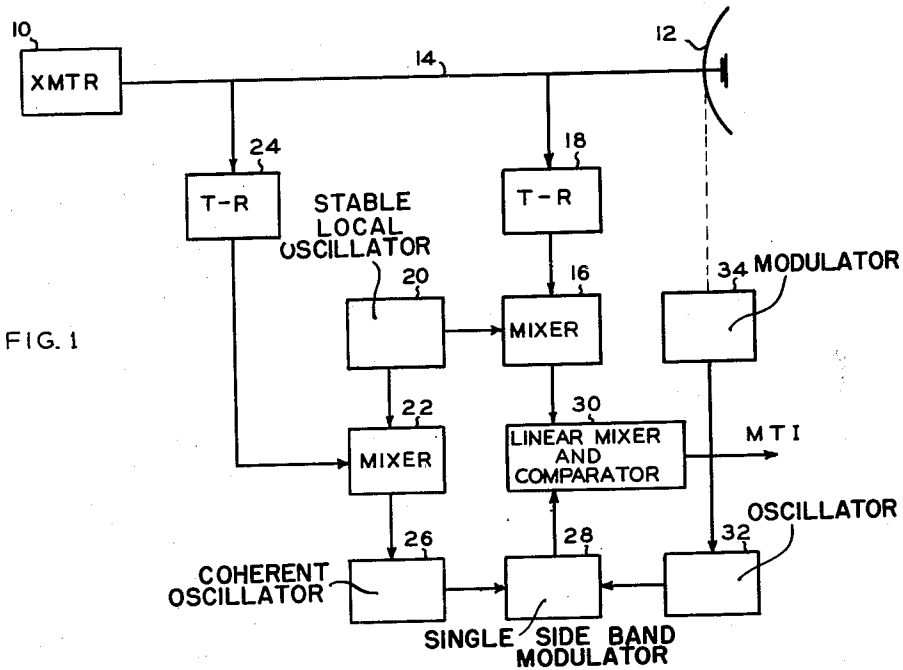 10
XMTR
14
12
24
T-R
18
T-R
STABLE
LOCAL
OSCILLATOR
20
16
MIXER
34
MODULATOR
FIG. 1
22
MIXER
30
LINEAR MIXER
AND
COMPARATOR
MTI
26
COHERENT
OSCILLATOR
28
SINGLE SIDE BAND
MODULATOR
32
OSCILLATOR